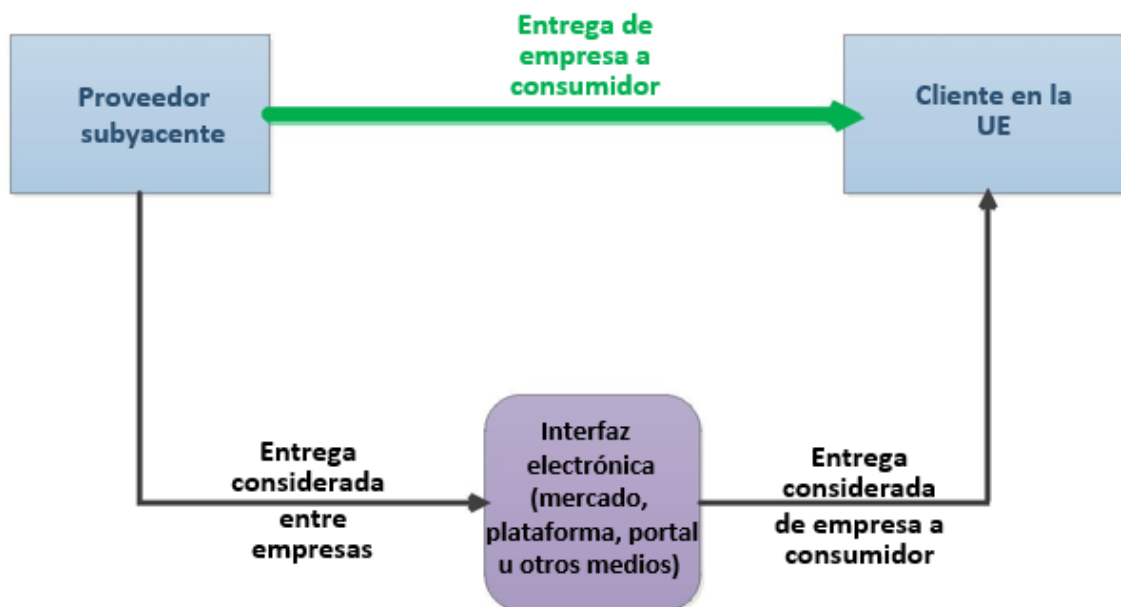 Entrega de
empresa a
consumidor
Proveedor
subyacente
Cliente en la
UE
Entrega
considerada
entre
empresas
Interfaz
electrónica
(mercado,
plataforma, portal
u otros medios)
Entrega
considerada
de empresa a
consumidor